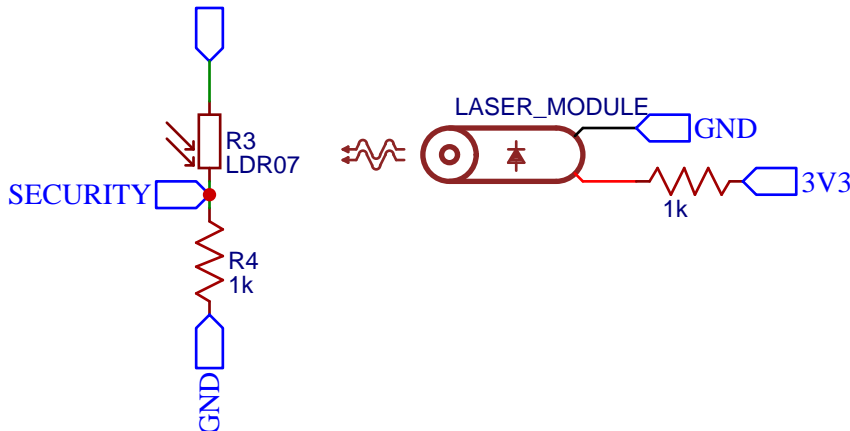 LASER_MODULE
GND
R3
LDR07
SECURITY
3V3
1k
R4
1k
GND